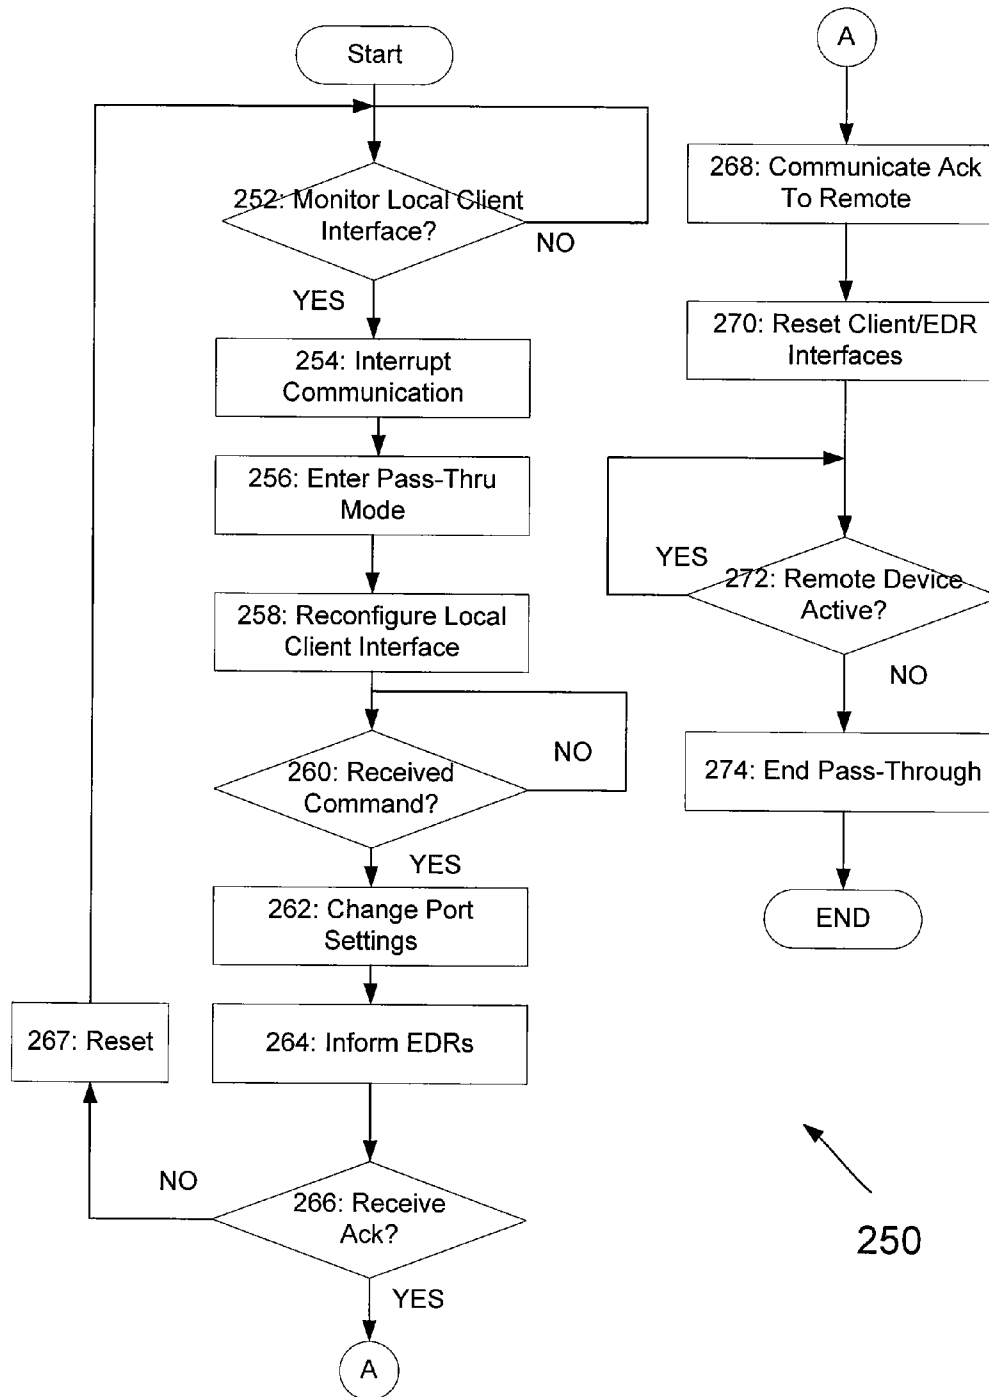 Start
252: Monitor Local Client
Interface?
NO
YES
254: Interrupt
Communication
256: Enter Pass-Thru
Mode
258: Reconfigure Local
Client Interface
260: Received
Command?
NO
YES
262: Change Port
Settings
264: Inform EDRs
267: Reset
266: Receive
Ack?
NO
YES
A
A
268: Communicate Ack
To Remote
270: Reset Client/EDR
Interfaces
YES
272: Remote Device
Active?
NO
274: End Pass-Through
END
250